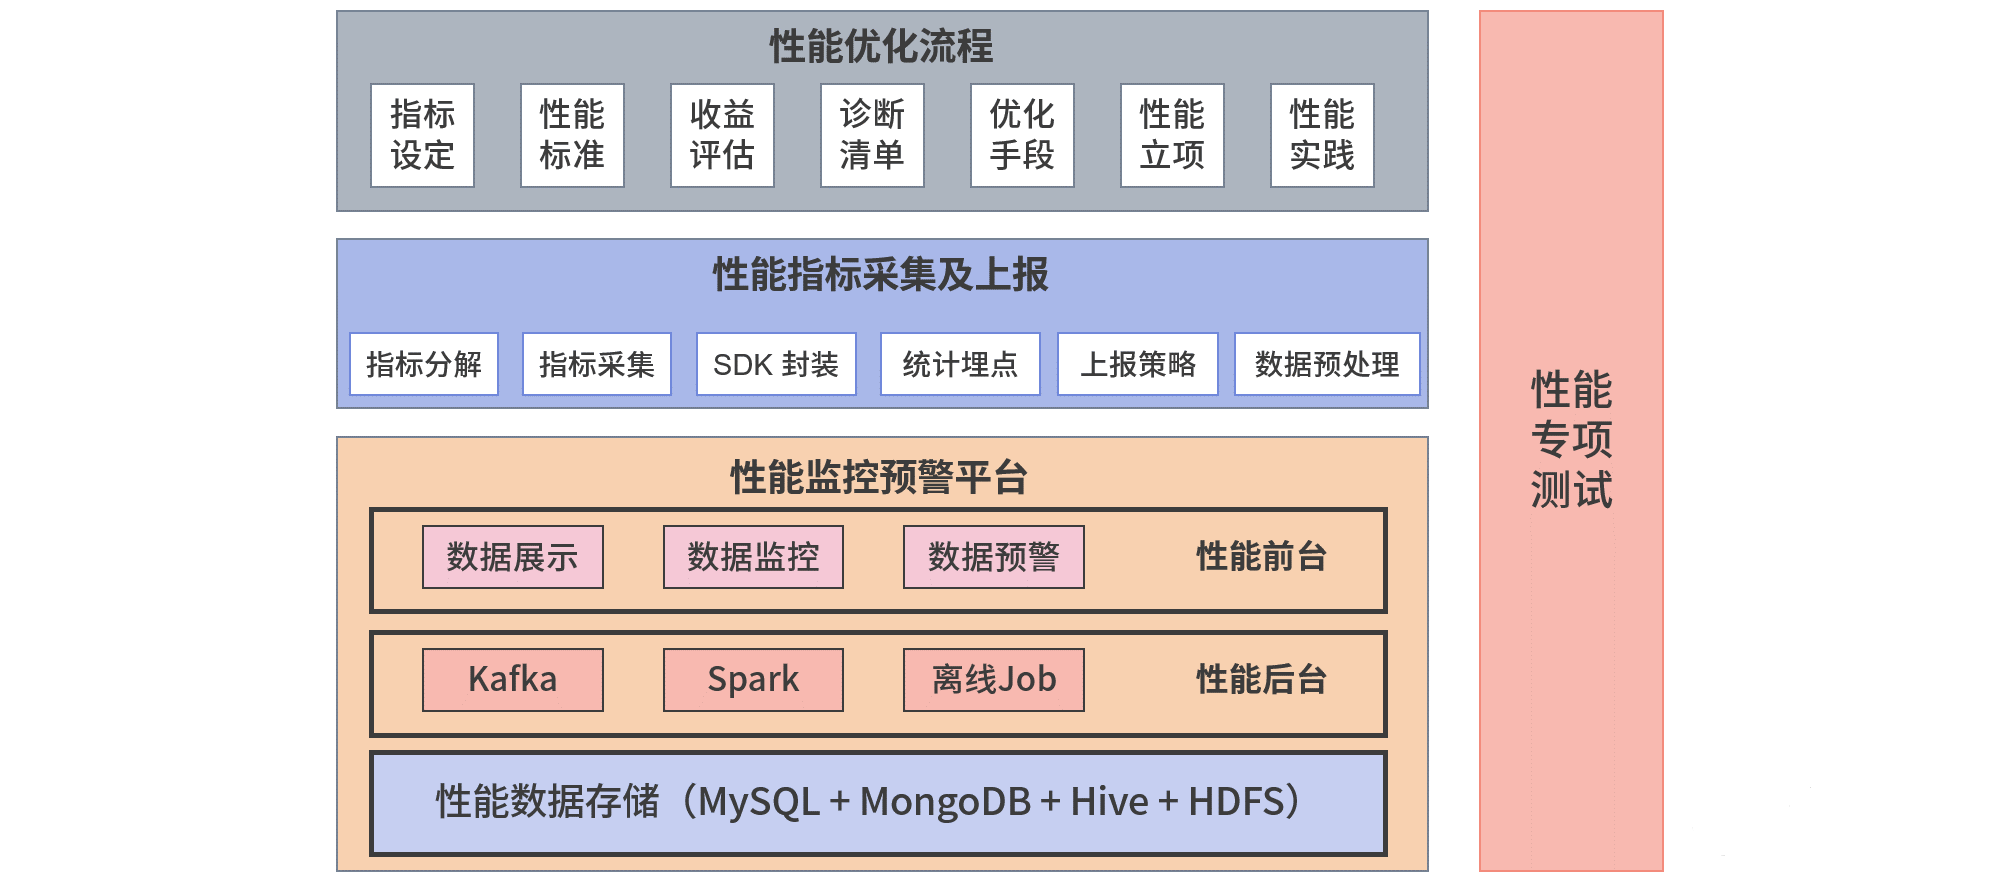 性能优化流程
指标
设定
性能
标准
收益
评估
诊断
清单
优化
手段
性能
立项
性能
实践
性能指标采集及上报
指标分解
指标采集
SDK 封装
统计埋点
上报策略
数据预处理
性能监控预警平台
数据展示
数据监控
数据预警
性能前台
Kafka
Spark
离线Job
性能后台
性能数据存储（MySQL + MongoDB + Hive + HDFS）
性能
专项
测试